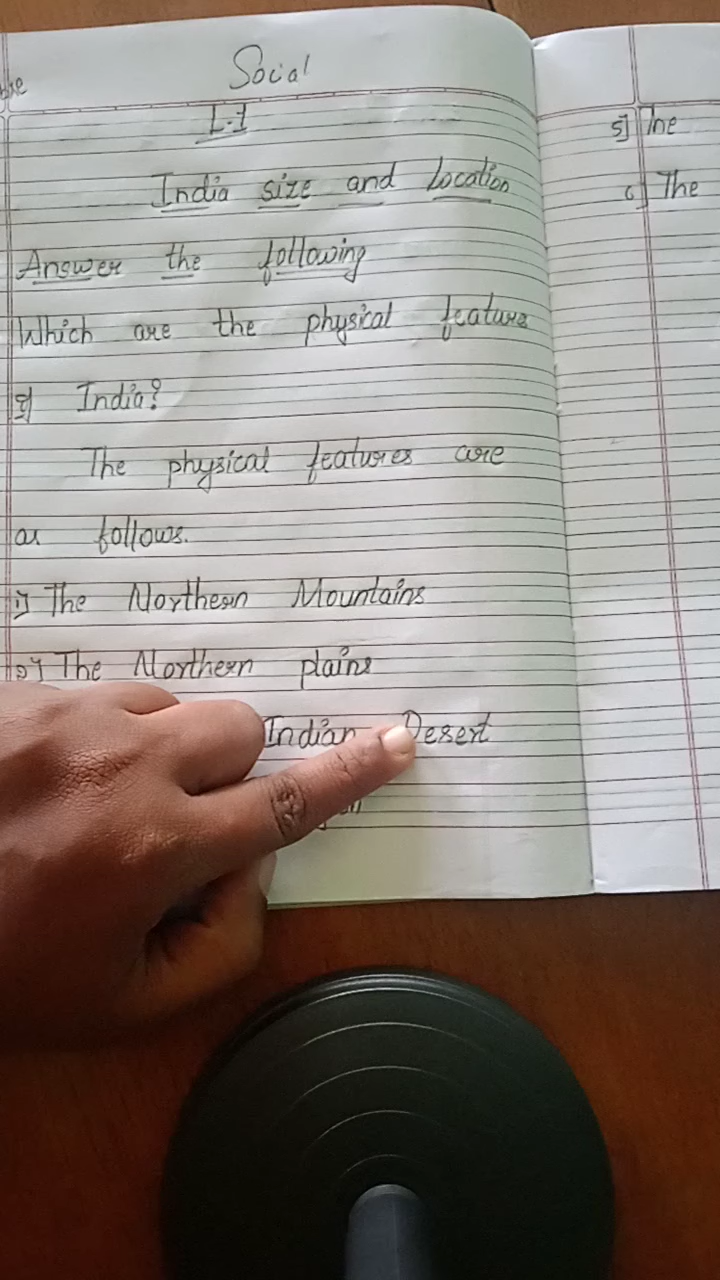 Social
L-1
India size and Location
Answer the following
Which are the physical feature
of India?
The physical features are
as follows.
1] The Northern Mountains
2] The Northern plains
Indian Desert
5] The
6] The